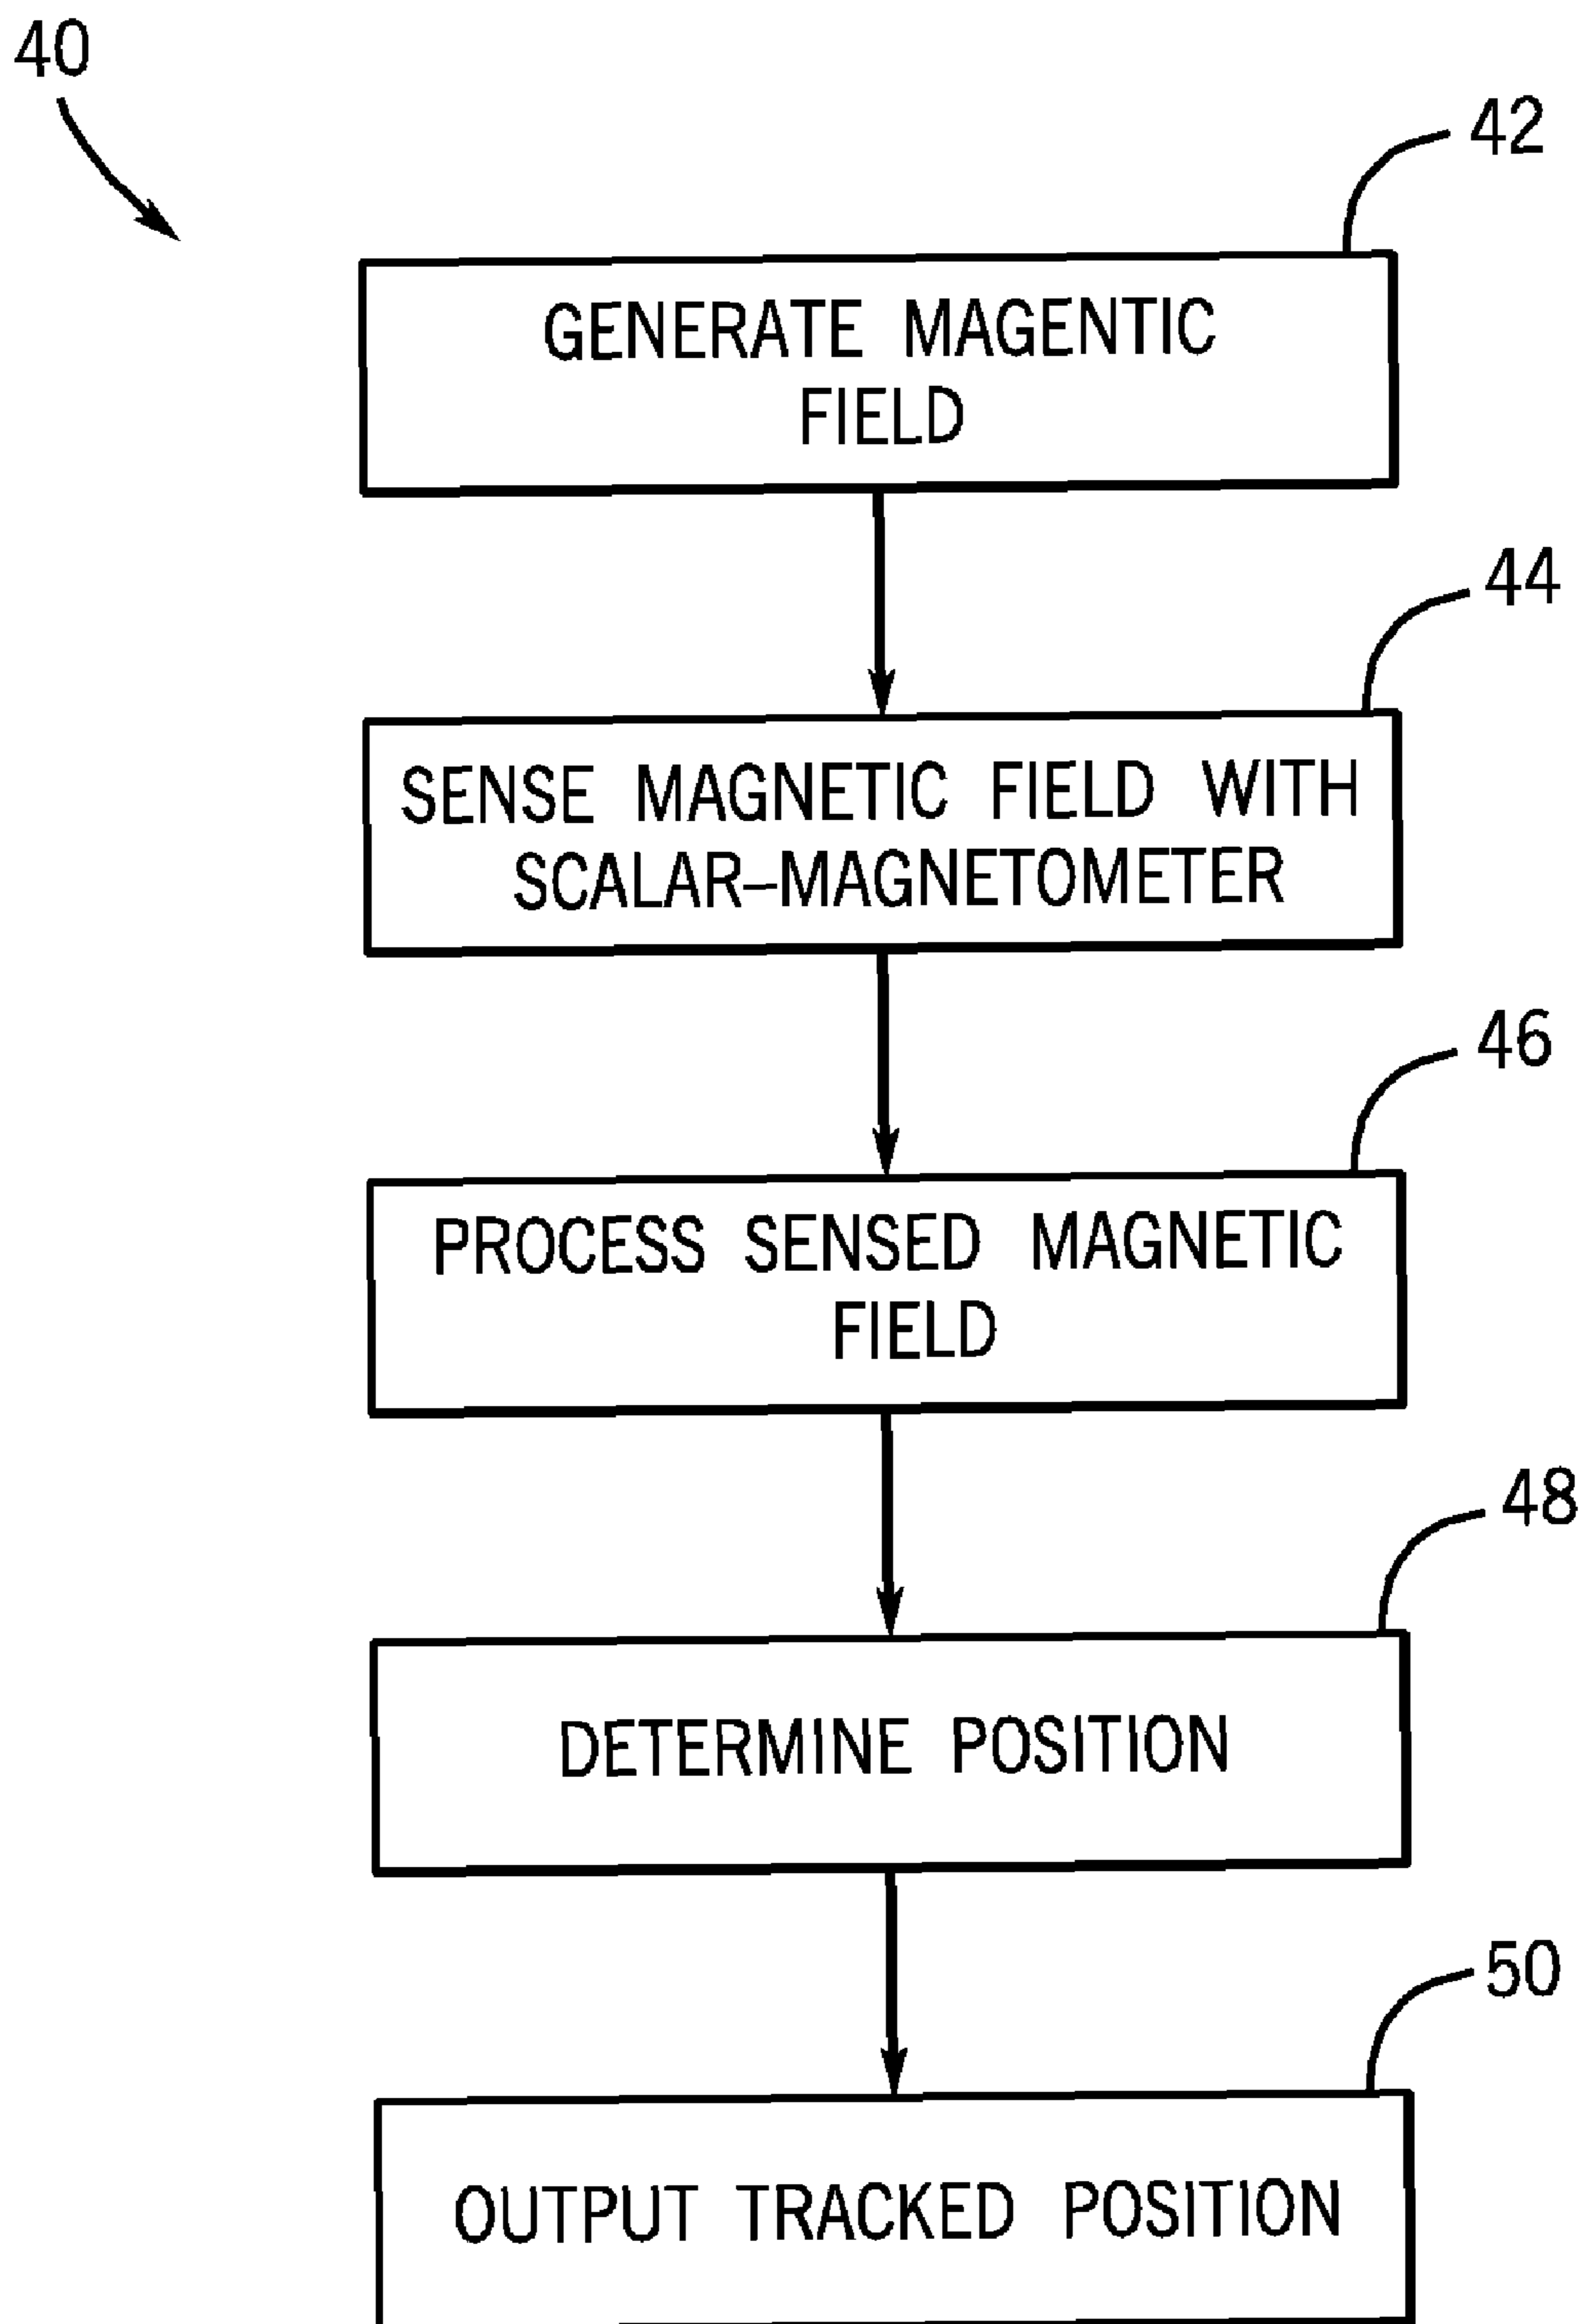 40
42
GENERATE MAGENTIC
FIELD
44
SENSE MAGNETIC FIELD WITH
SCALAR–MAGNETOMETER
46
PROCESS SENSED MAGNETIC
FIELD
48
DETERMINE POSITION
50
OUTPUT TRACKED POSITION